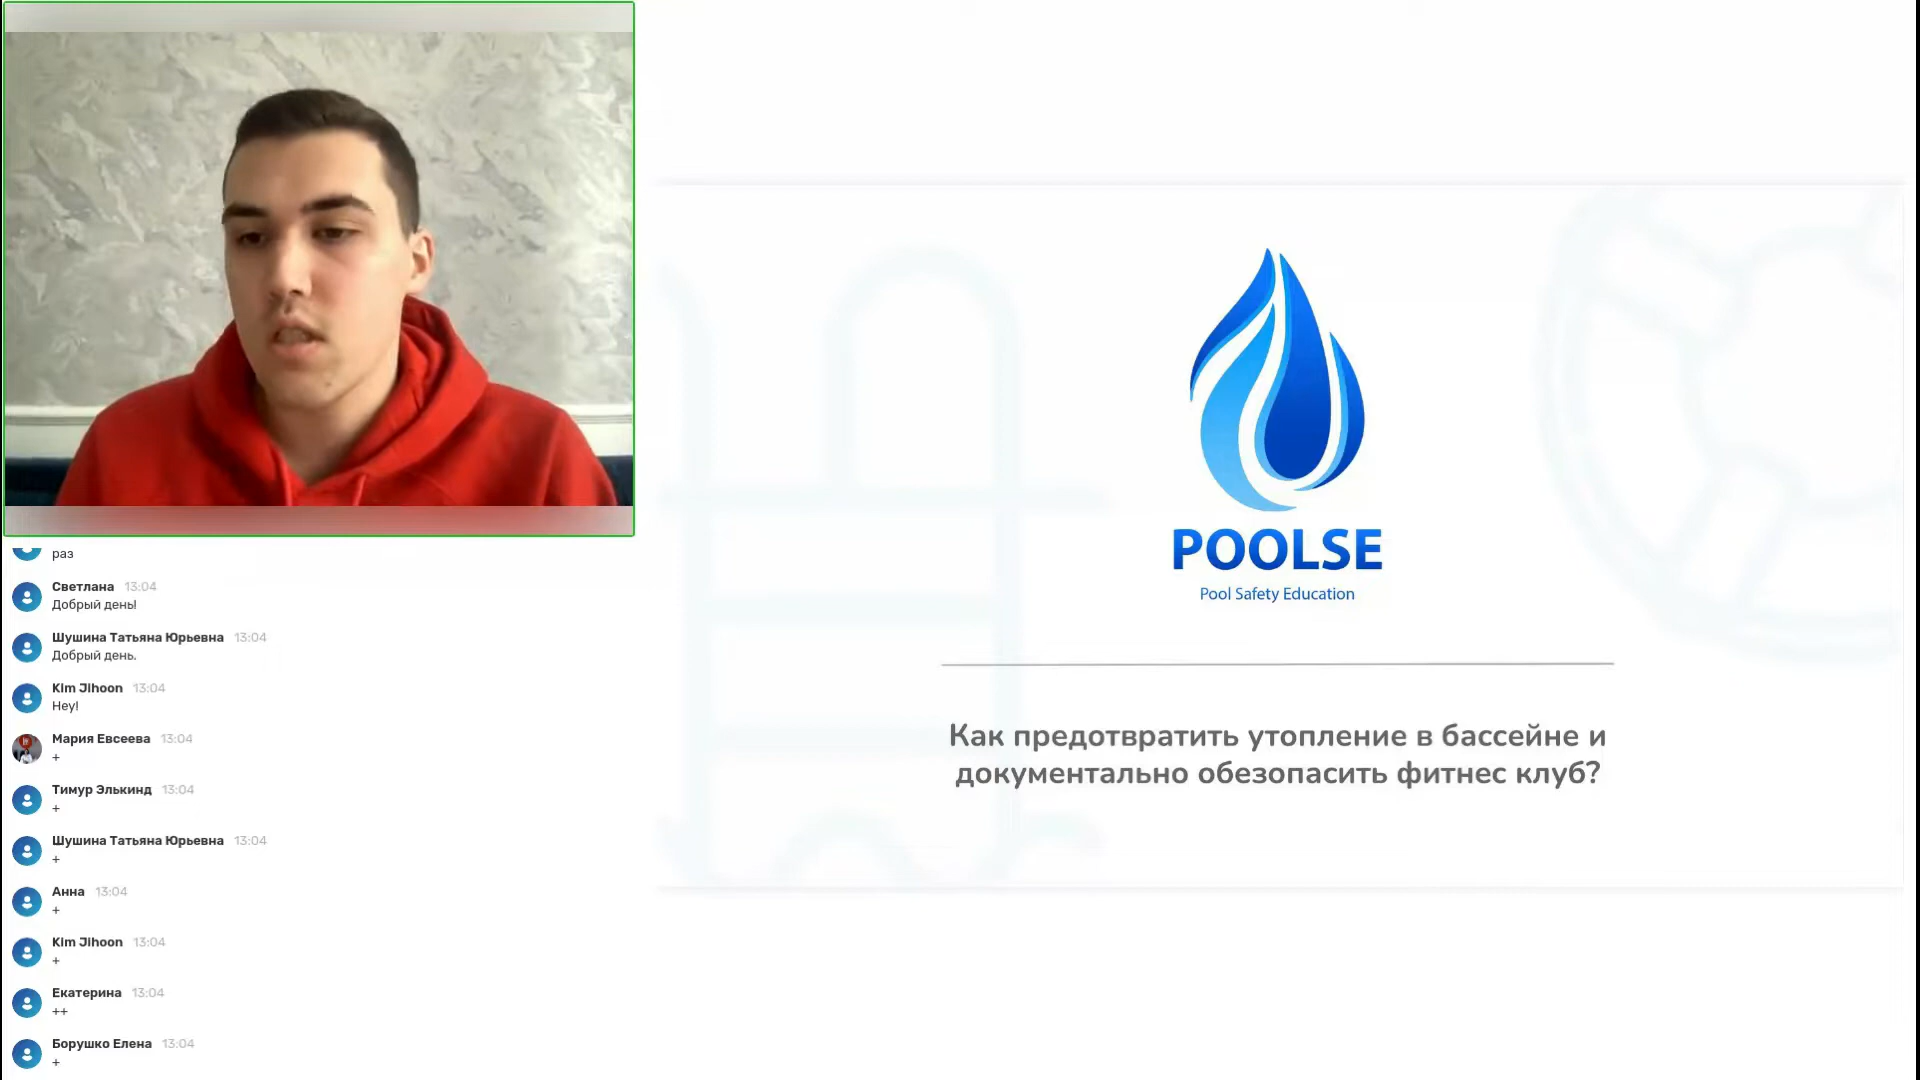 раз
Светлана 13:04
Добрый день!
Шушина Татьяна Юрьевна 13:04
Добрый день.
Kim Jihoon 13:04
Hey!
Мария Евсеева 13:04
+
Тимур Элькинд 13:04
+
Шушина Татьяна Юрьевна 13:04
+
Анна 13:04
+
Kim Jihoon 13:04
+
Екатерина 13:04
++
Борушко Елена 13:04
+
POOLSE
Pool Safety Education
Как предотвратить утопление в бассейне и
документально обезопасить фитнес клуб?